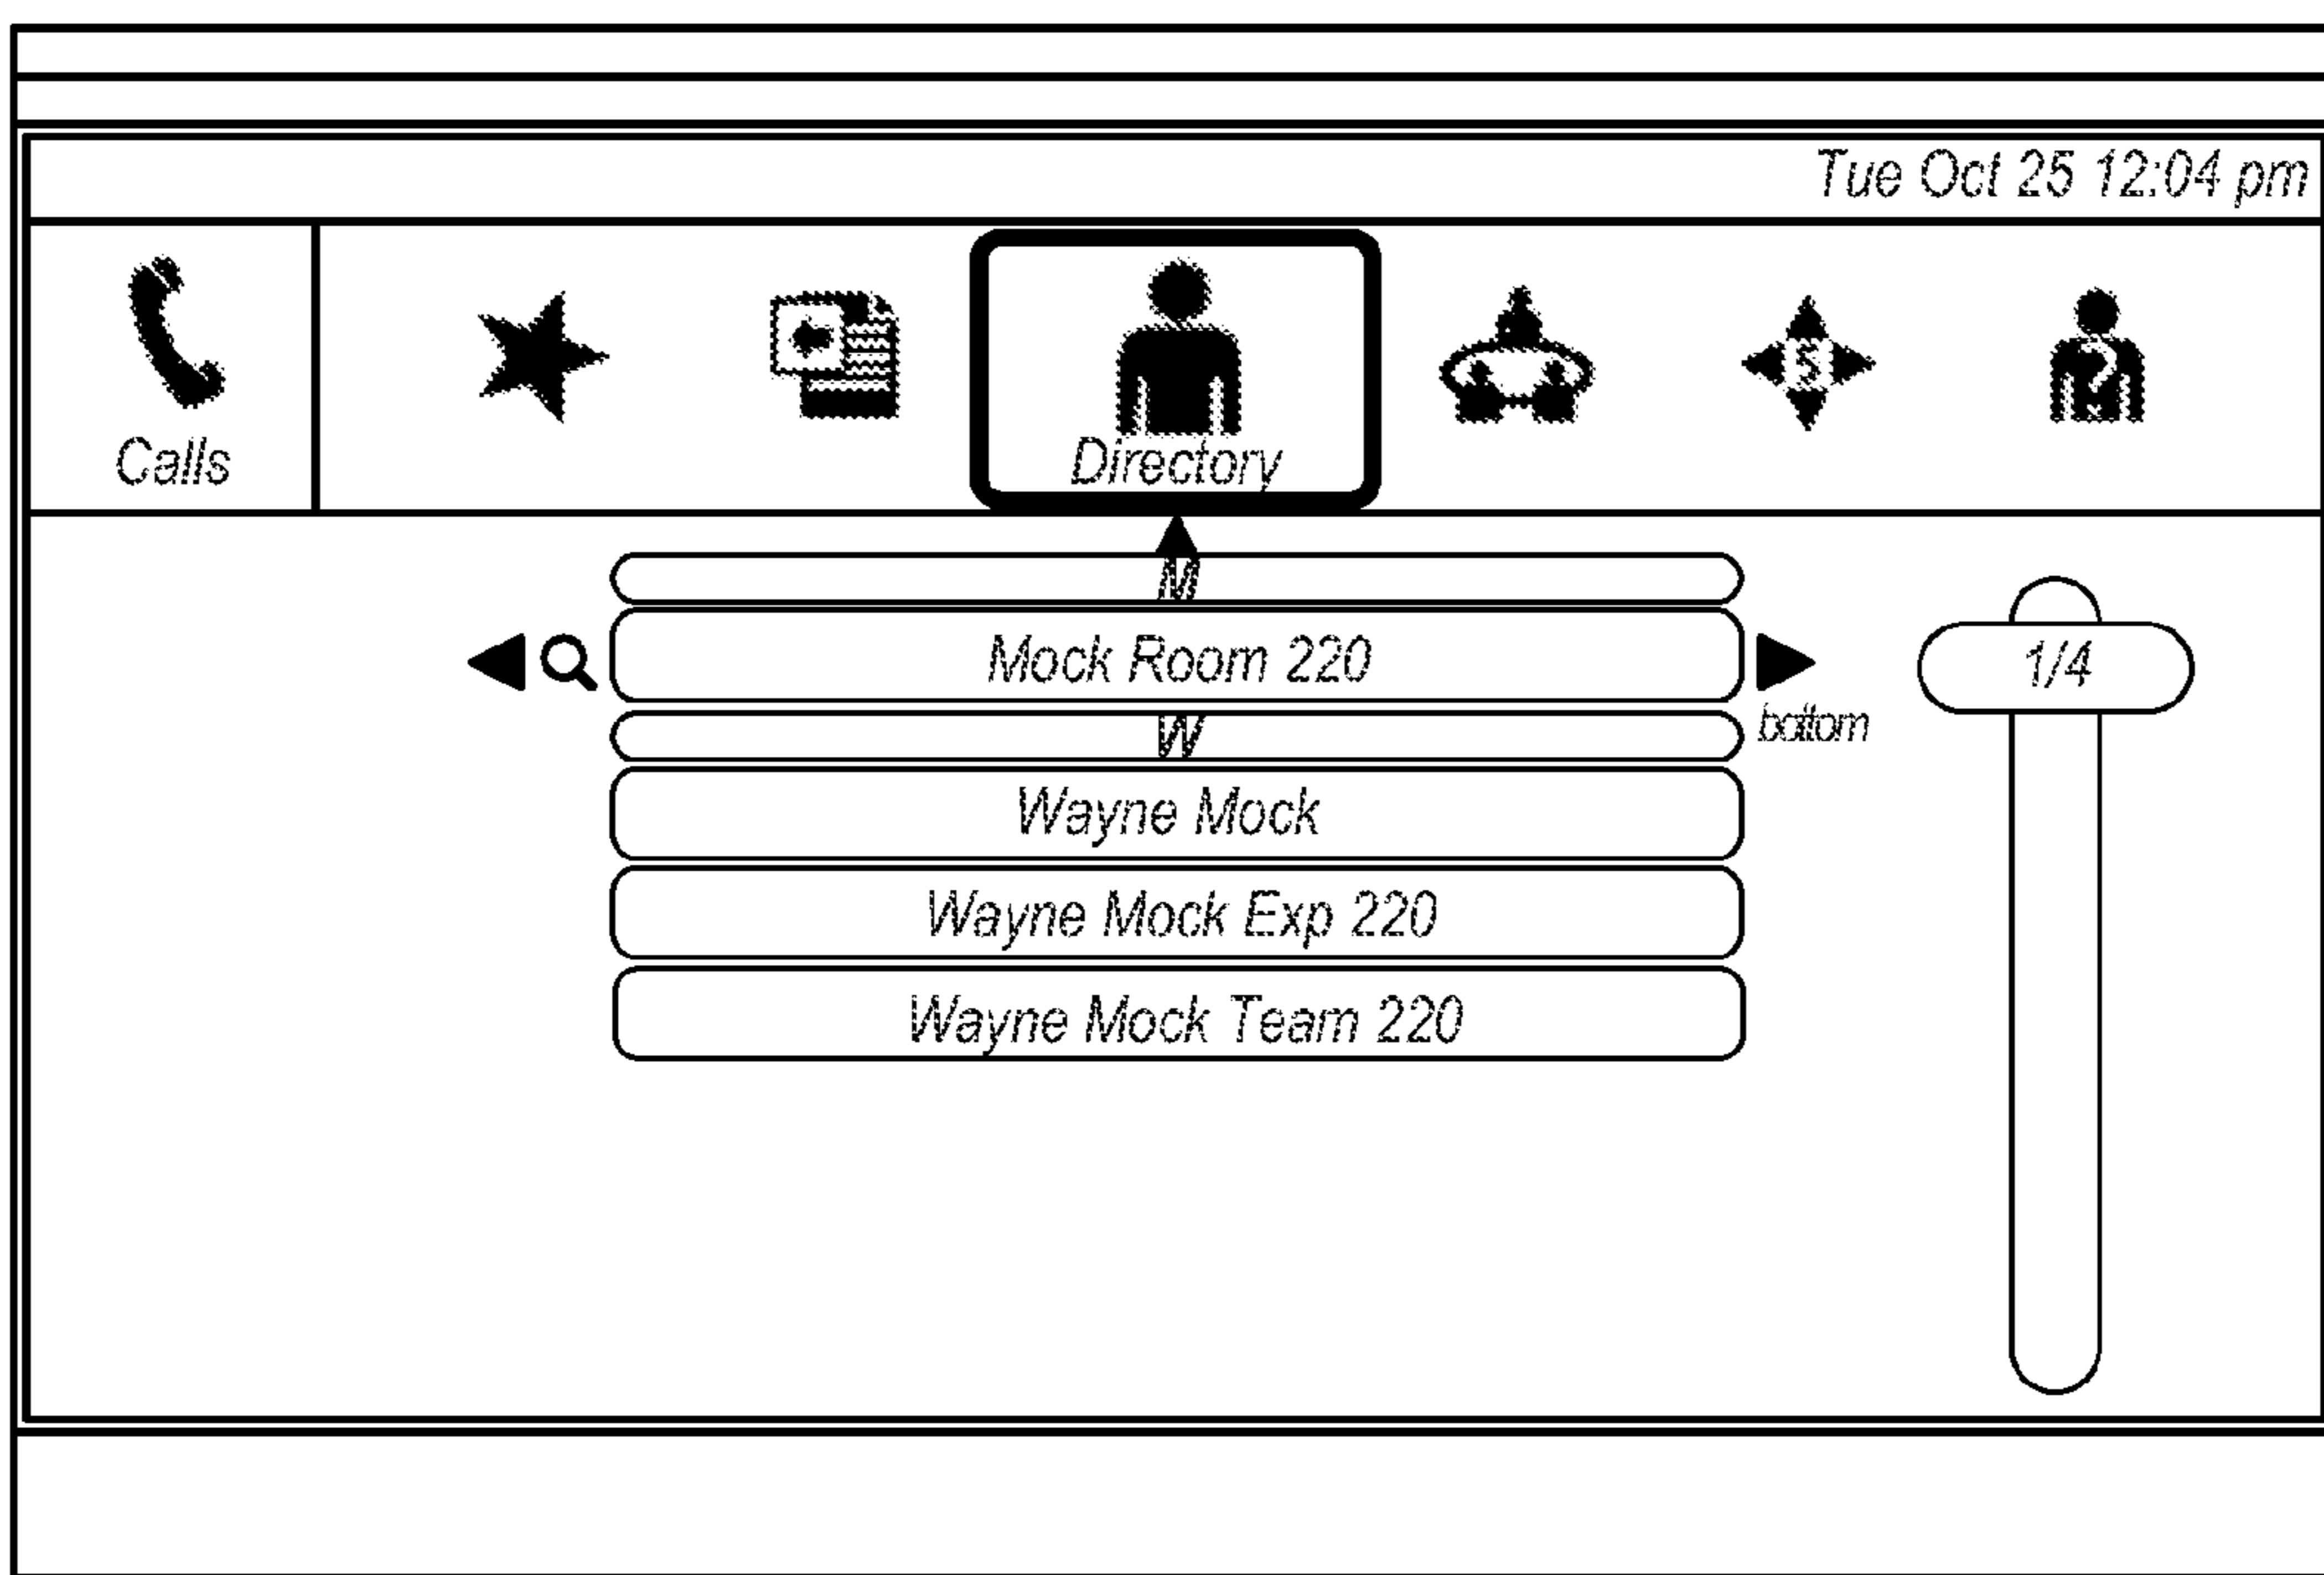 Tue Oct 25 12:04 pm
Calls
Directory
M
Mock Room 220
1/4
W
bottom
Wayne Mock
Wayne Mock Exp 220
Wayne Mock Team 220